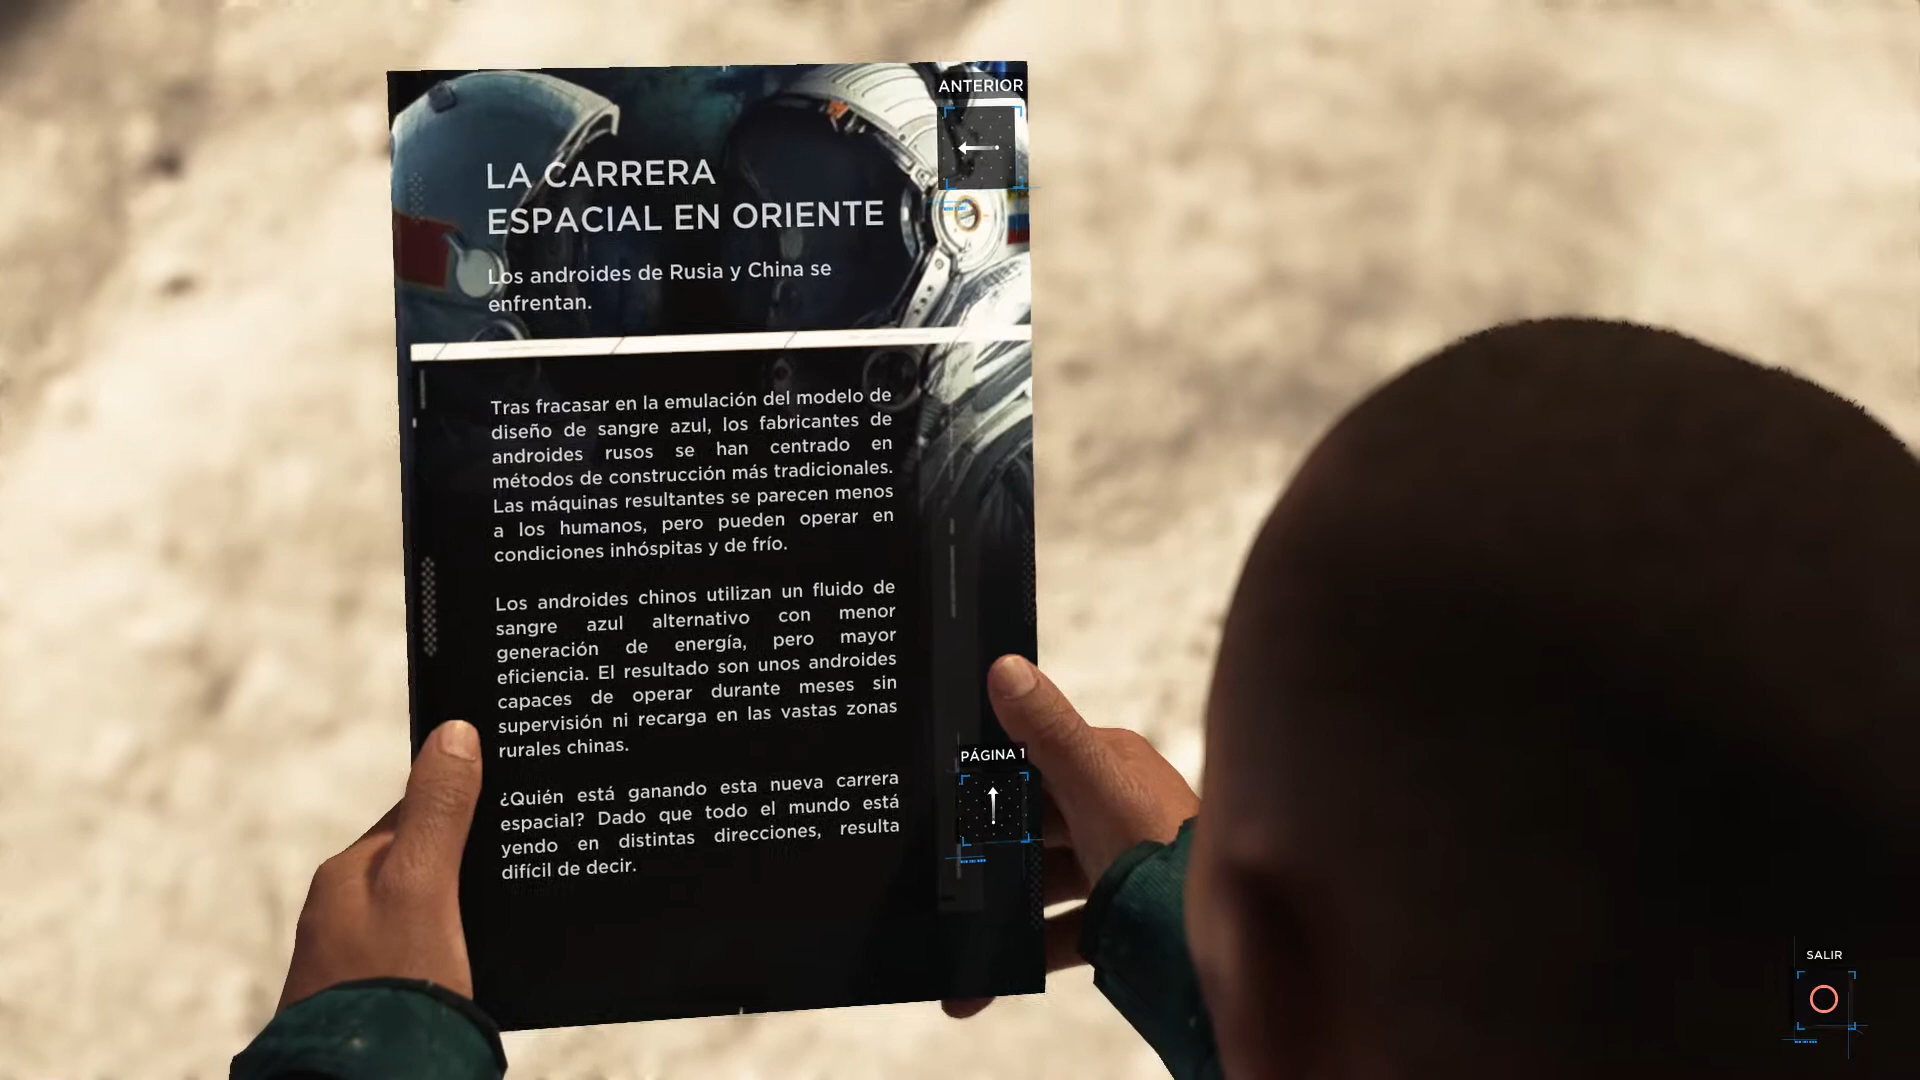 ANTERIOR
LA CARRERA
ESPACIAL EN ORIENTE
Los androides de Rusia y China se
enfrentan.
Tras fracasar en la emulación del modelo de
diseño de sangre azul, los fabricantes de
androides rusos se han centrado en
métodos de construcción más tradicionales.
Las máquinas resultantes se parecen menos
a los humanos, pero pueden operar en
condiciones inhóspitas y de frío.
Los androides chinos utilizan un fluido de
sangre azul alternativo con menor
generación de energía, pero mayor
eficiencia. El resultado son unos androides
capaces de operar durante meses sin
supervisión ni recarga en las vastas zonas
rurales chinas.
¿Quién está ganando esta nueva carrera
espacial? Dado que todo el mundo está
yendo en distintas direcciones, resulta
difícil de decir.
PÁGINA 1
SALIR